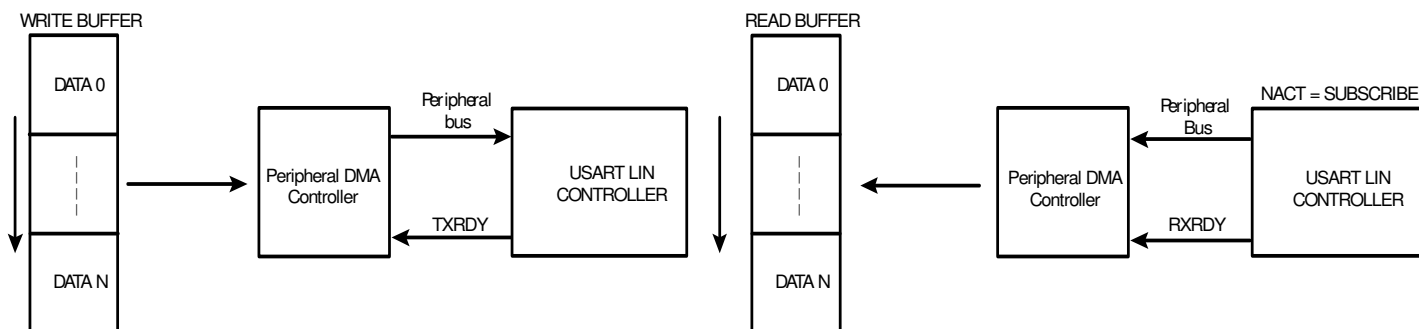 WRITE BUFFER
DATA 0
DATA N
Peripheral DMA
Controller
Peripheral
bus
TXRDY
USART LIN
CONTROLLER
READ BUFFER
DATA 0
DATA N
Peripheral DMA
Controller
Peripheral
Bus
RXRDY
NACT = SUBSCRIBE
USART LIN
CONTROLLER